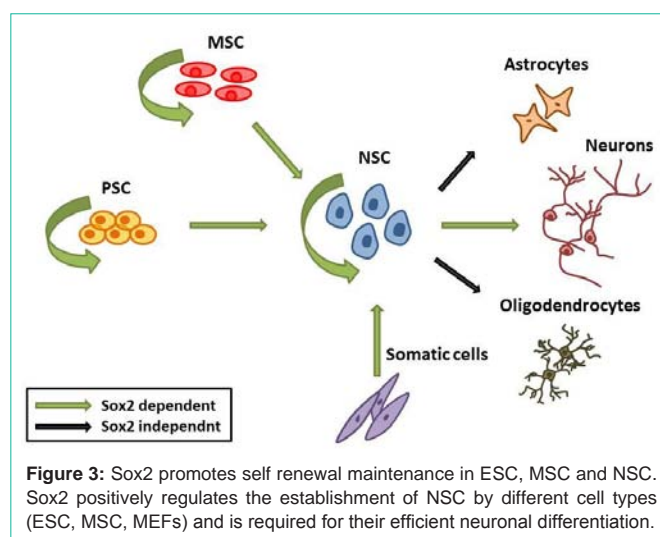 MSC
Astrocytes
Neurons
NSC
PSC
Oligodendrocytes
Somatic cells
Sox2 dependent
Sox2 independnt
Figure 3: Sox2 promotes self renewal maintenance in ESC, MSC and NSC.
Sox2 positively regulates the establishment of NSC by different cell types
(ESC, MSC, MEFs) and is required for their efficient neuronal differentiation.